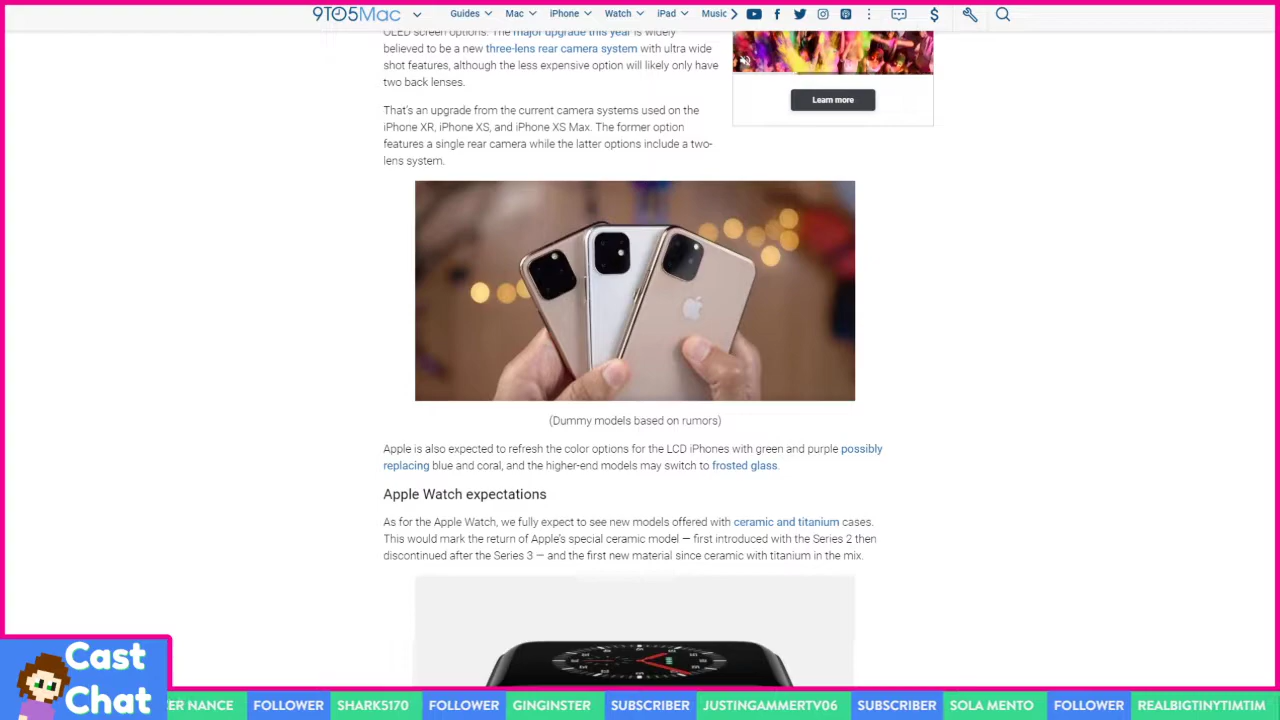 9TO5Mac
Guides
Mac
iPhone
Watch
iPad
Music
$
OLED screen options. The major upgrade this year is widely
believed to be a new three-lens rear camera system with ultra wide
shot features, although the less expensive option will likely only have
two back lenses.
Learn more
That's an upgrade from the current camera systems used on the
iPhone XR, iPhone XS, and iPhone XS Max. The former option
features a single rear camera while the latter options include a two-
lens system.
(Dummy models based on rumors)
Apple is also expected to refresh the color options for the LCD iPhones with green and purple possibly
replacing blue and coral, and the higher-end models may switch to frosted glass.
Apple Watch expectations
As for the Apple Watch, we fully expect to see new models offered with ceramic and titanium cases.
This would mark the return of Apple's special ceramic model — first introduced with the Series 2 then
discontinued after the Series 3 — and the first new material since ceramic with titanium in the mix.
Cast
Chat
ER NANCE FOLLOWER SHARK5170 FOLLOWER GINGINSTER SUBSCRIBER JUSTINGAMMERTV06 SUBSCRIBER SOLA MENTO FOLLOWER REALBIGTINYTIMTIM